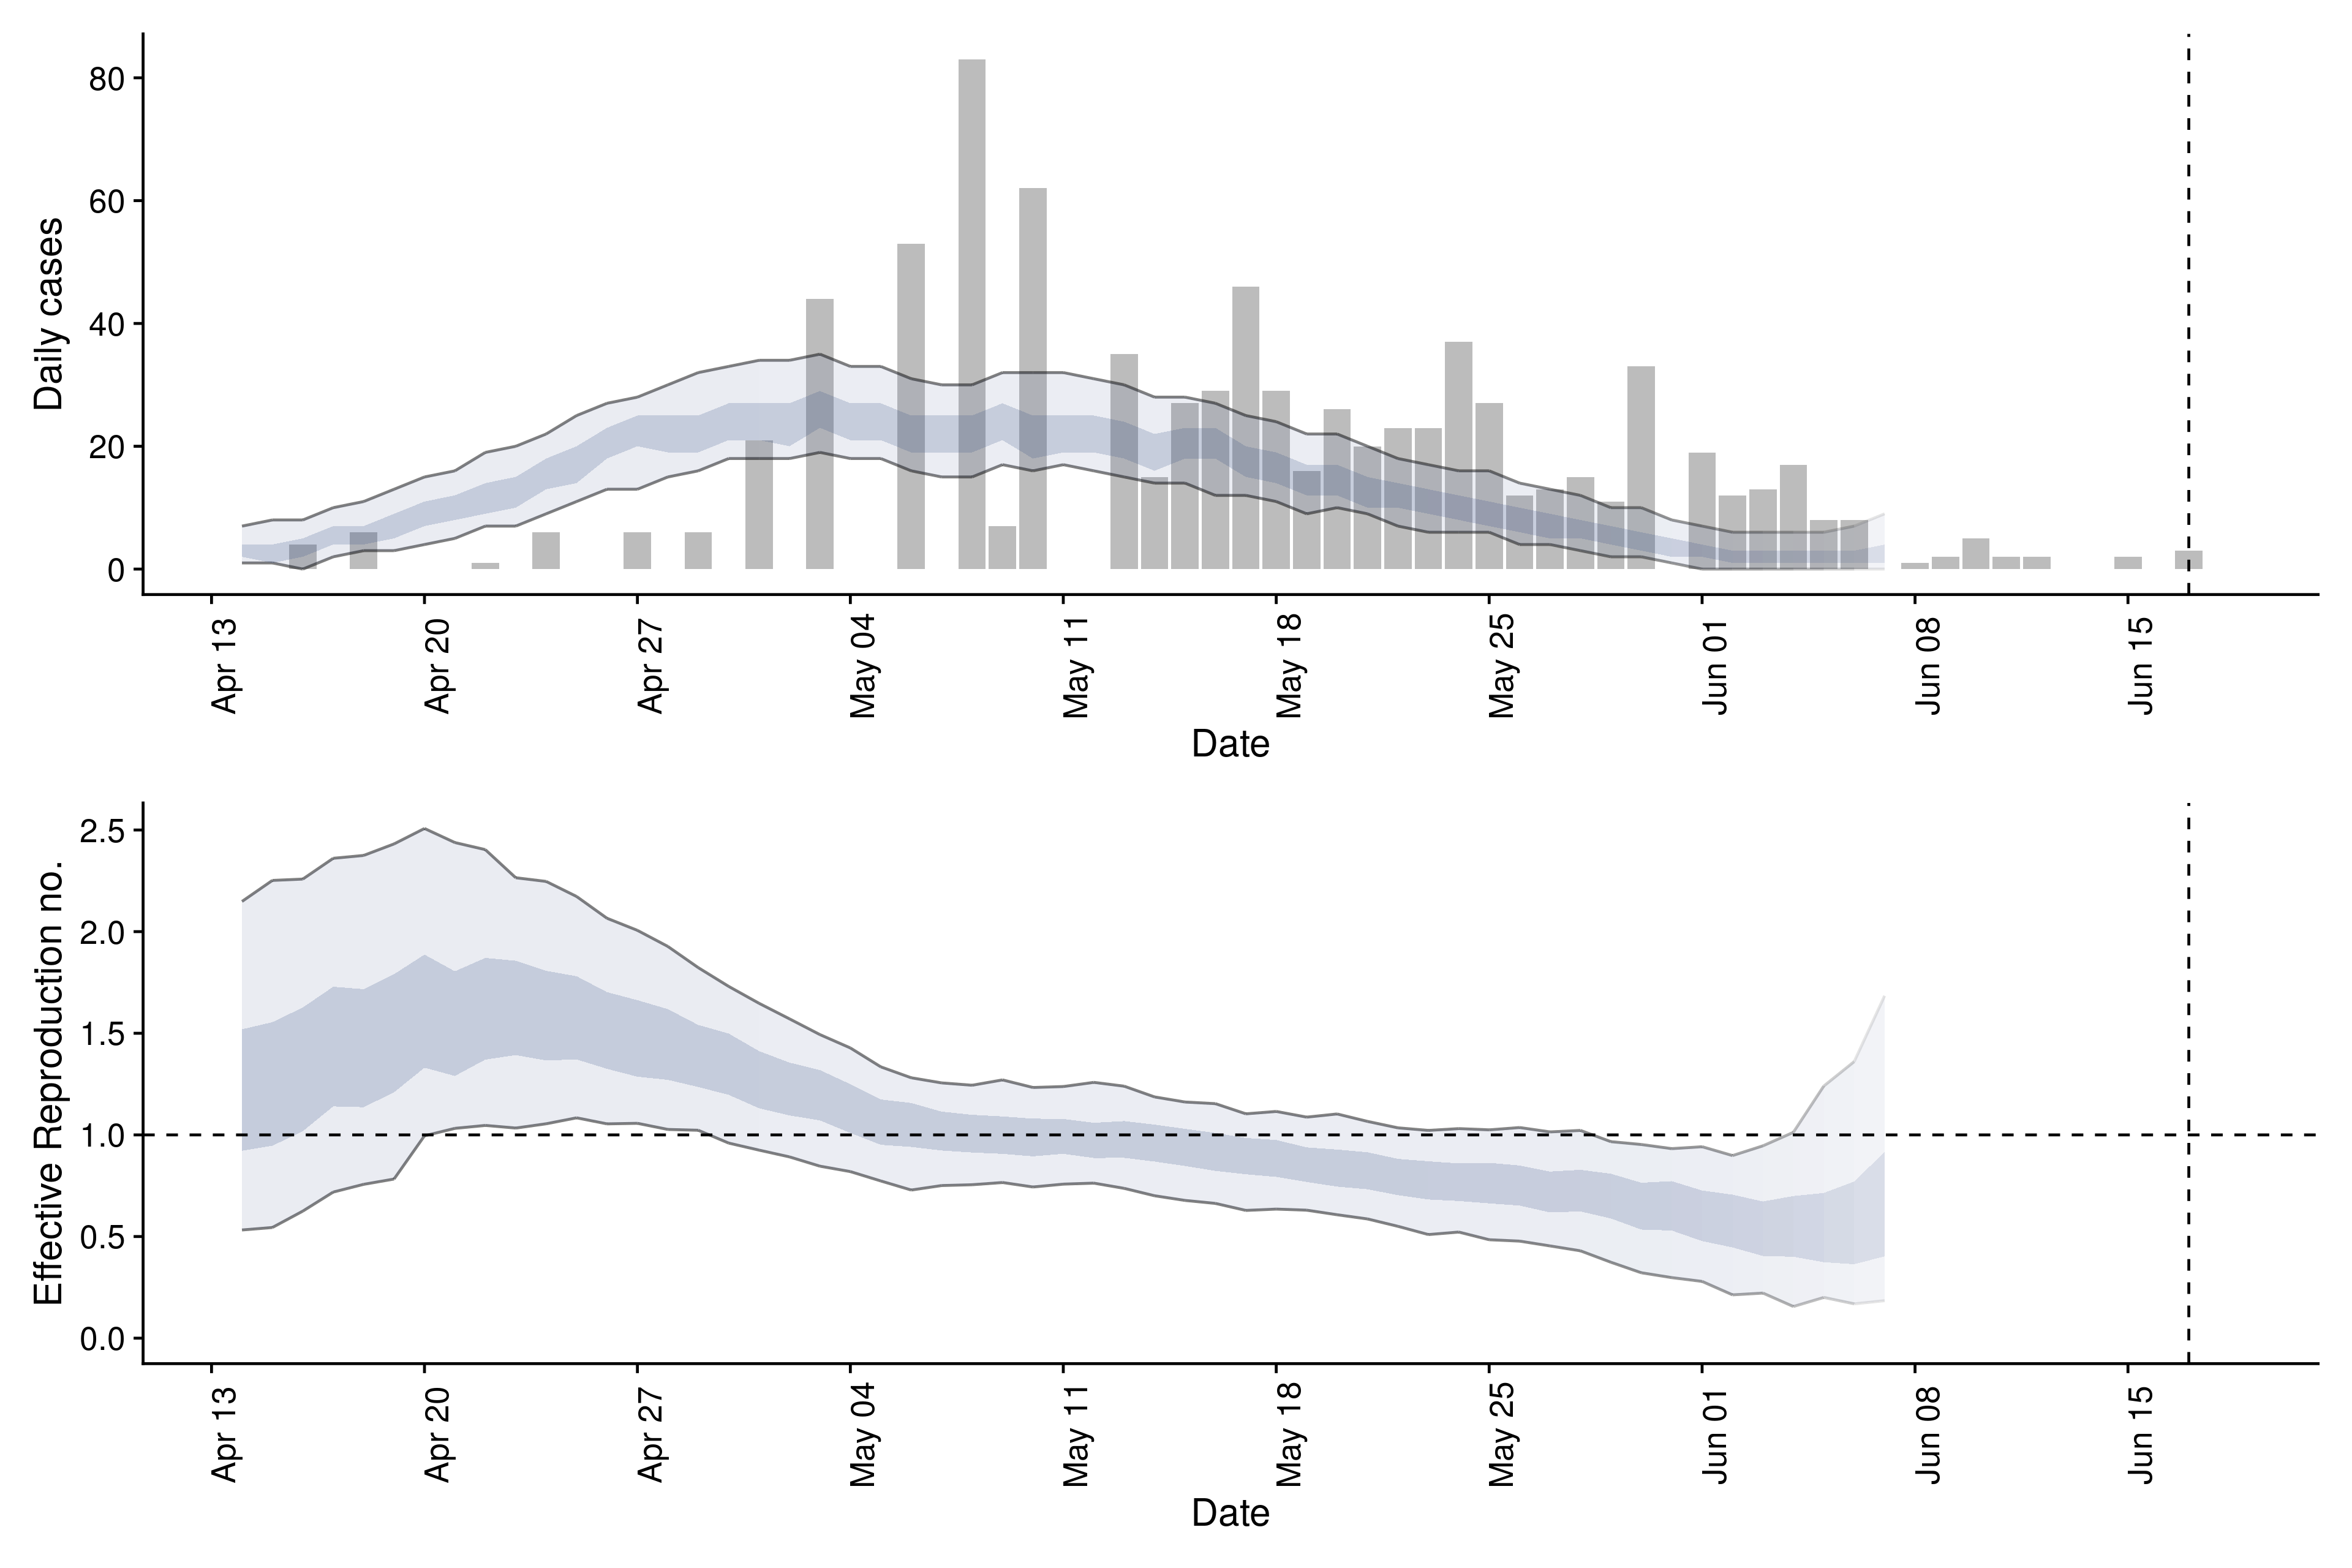 Daily cases
80
60
40
20
0
Apr 13
Apr 20
Apr 27
May 04
May 11
May 18
May 25
Jun 01
Jun 08
Jun 15
Date
Effective Reproduction no.
2.5
2.0
1.5
1.0
0.5
0.0
Apr 13
Apr 20
Apr 27
May 04
May 11
May 18
May 25
Jun 01
Jun 08
Jun 15
Date